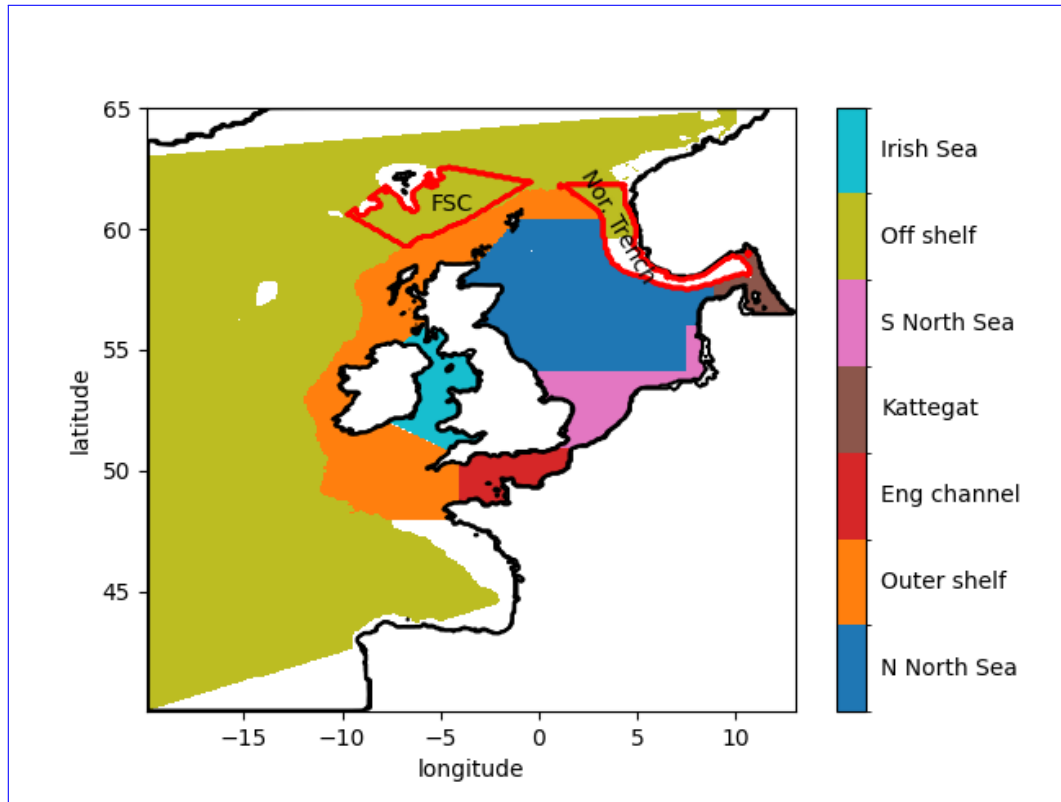 65
60
55
50
45
latitude
−15
−10
−5
0
5
10
longitude
FSC
Nor. Trench
Irish Sea
Off shelf
S North Sea
Kattegat
Eng channel
Outer shelf
N North Sea